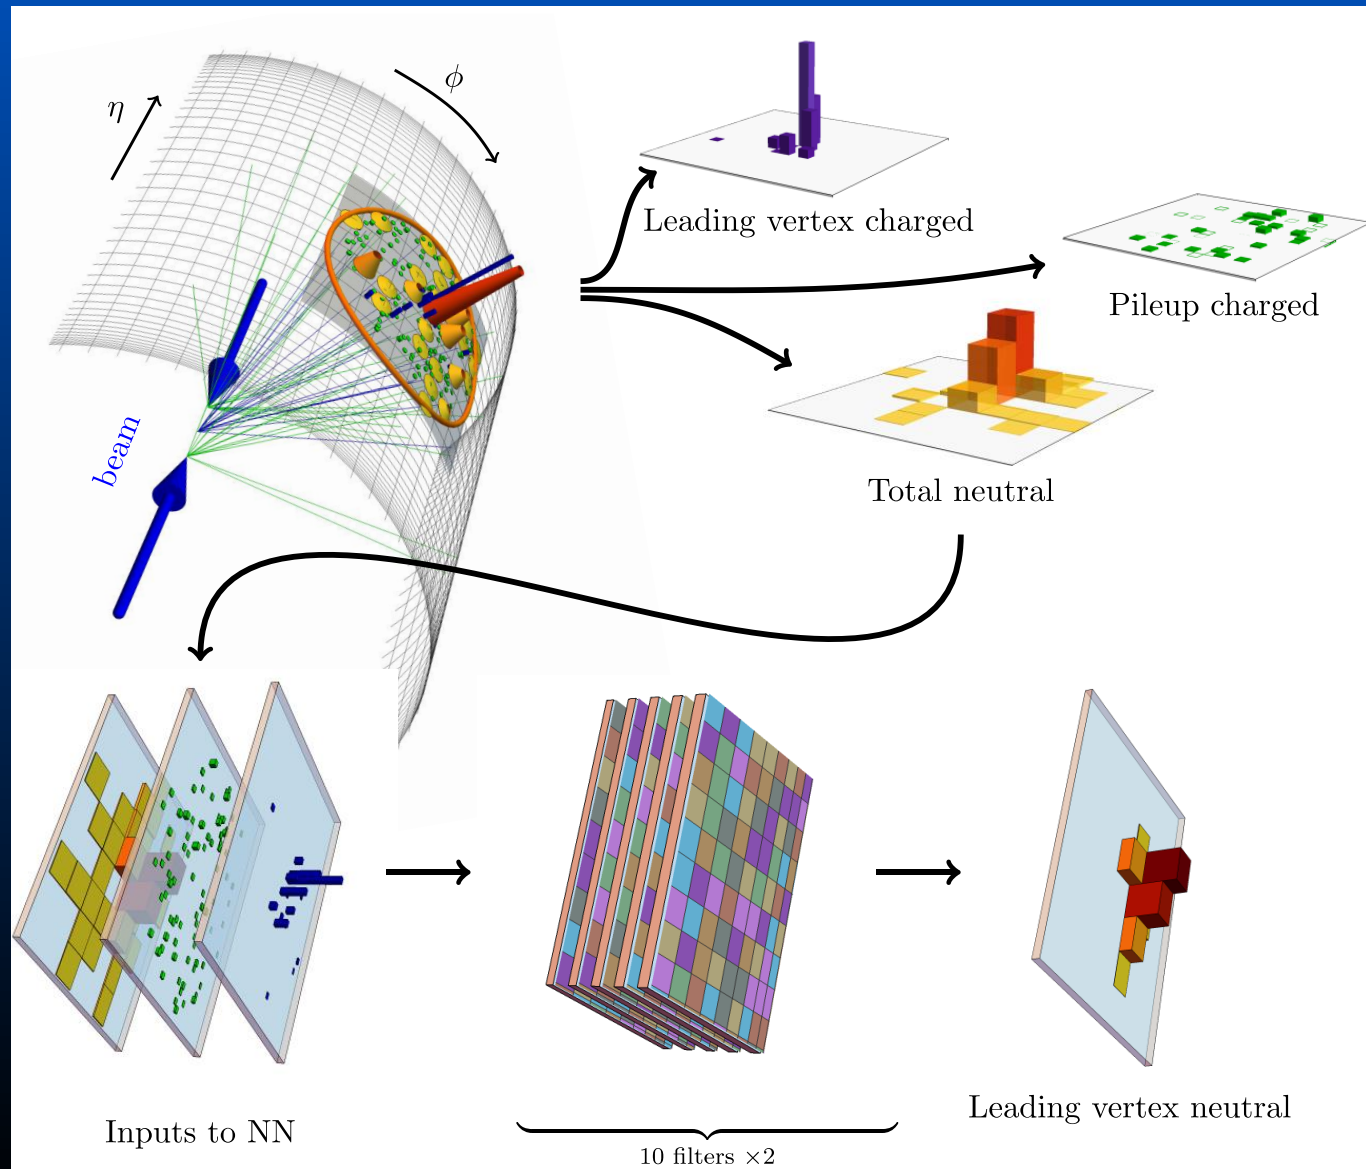 η
ϕ
Leading vertex charged
Pileup charged
beam
Total neutral
Inputs to NN
Leading vertex neutral
10 filters ×2